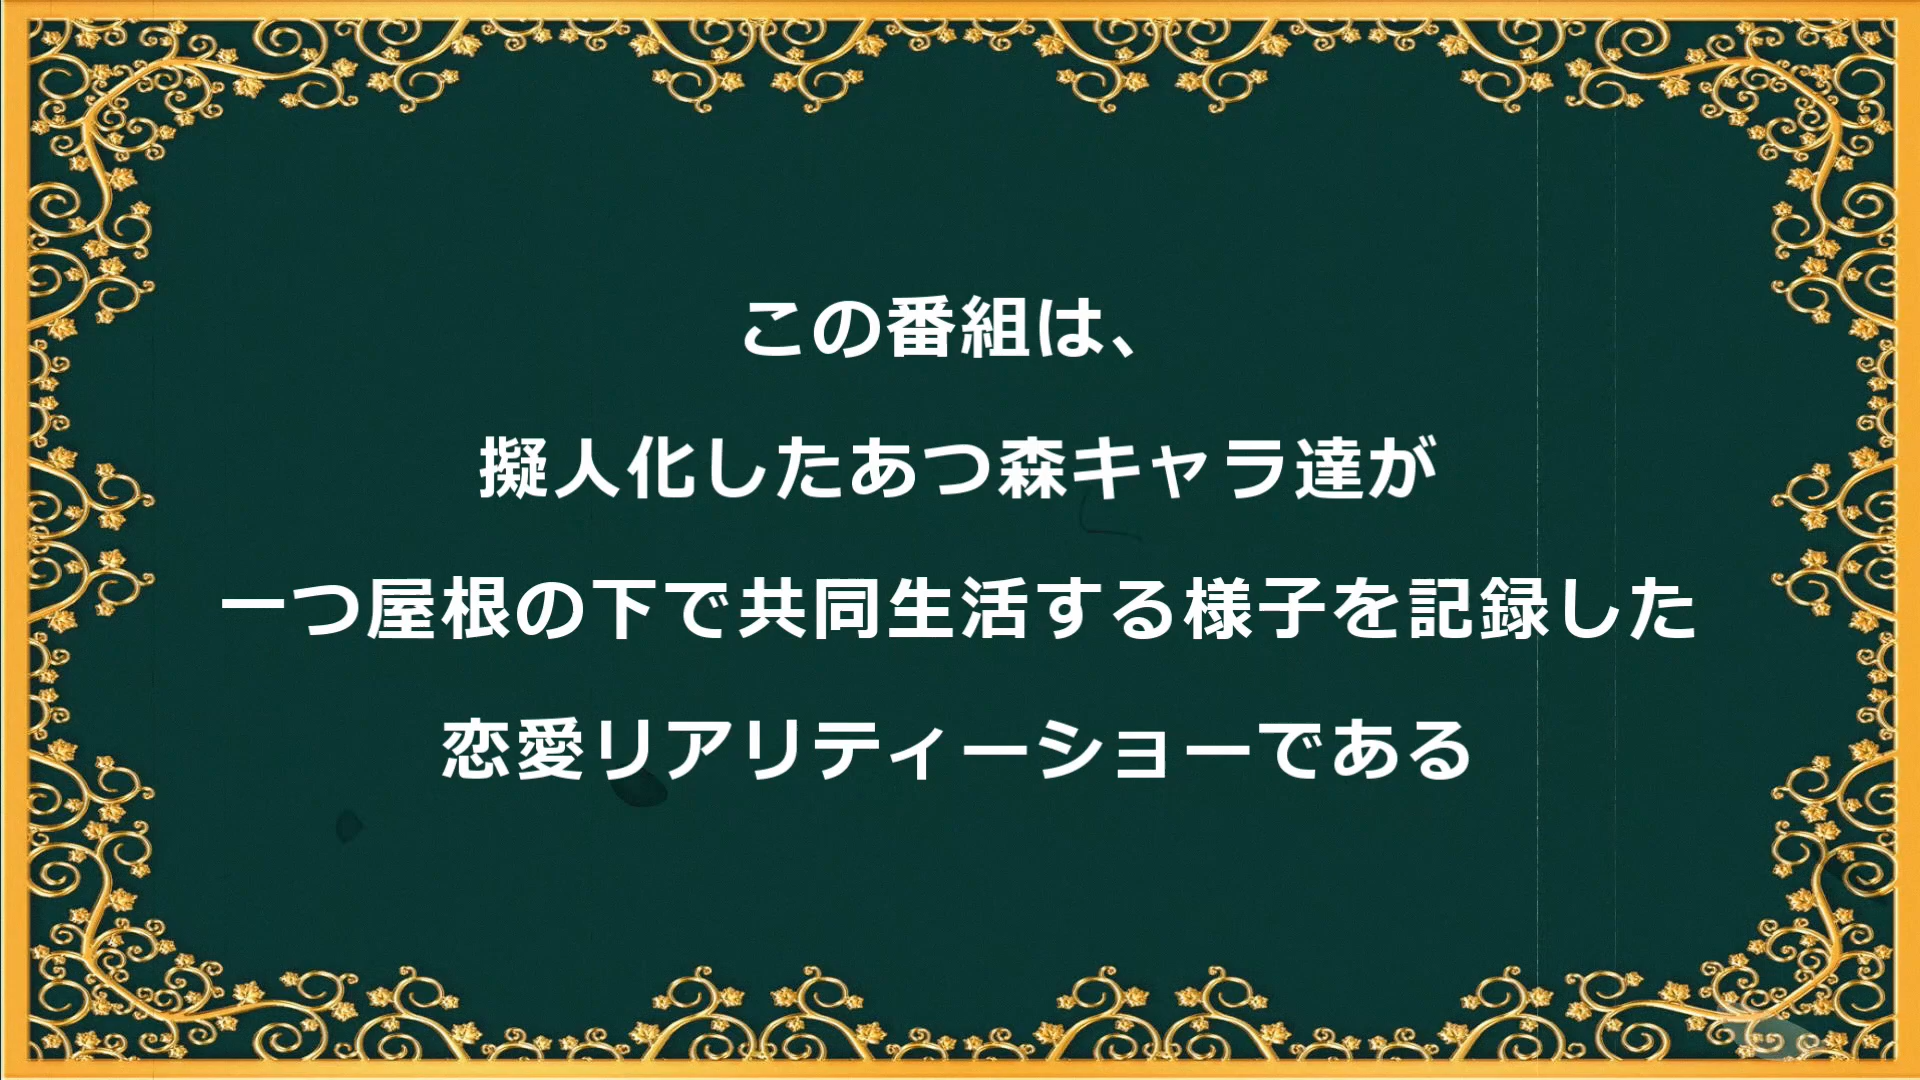 この番組は、
擬人化したあつ森キャラ達が
一つ屋根の下で共同生活する様子を記録した
恋愛リアリティーショーである